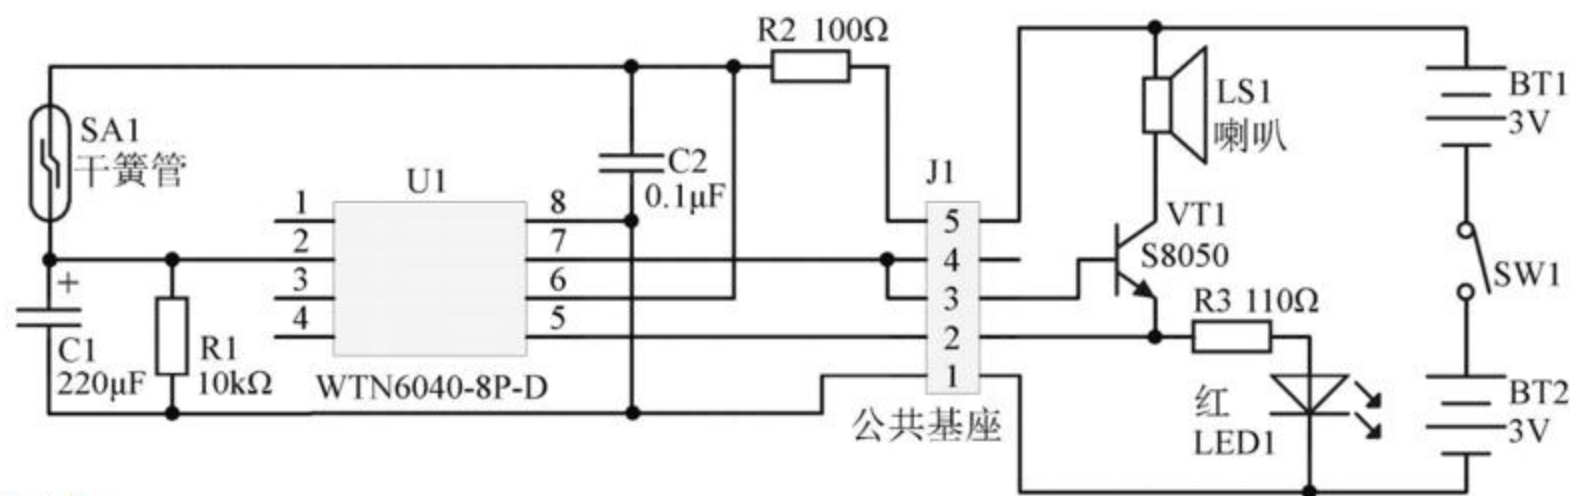 R2 100Ω
SA1
干簧管
C2
0.1μF
U1
1
2
3
4
8
7
6
5
WTN6040-8P-D
+
C1
220μF
R1
10kΩ
J1
5
4
3
2
1
公共基座
LS1
喇叭
VT1
S8050
R3 110Ω
红
LED1
BT1
3V
SW1
BT2
3V